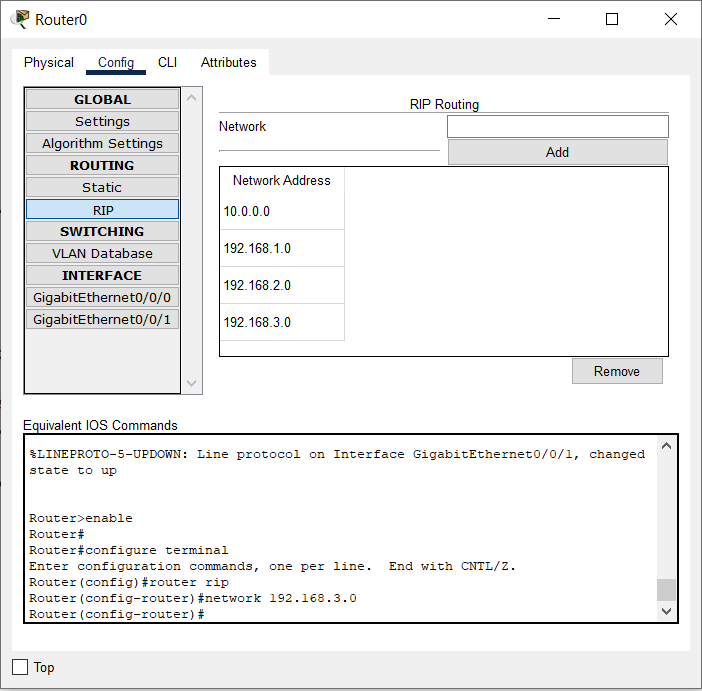 Router0
Physical Config CLI Attributes
GLOBAL
Settings
Algorithm Settings
ROUTING
Static
RIP
SWITCHING
VLAN Database
INTERFACE
GigabitEthernet0/0/0
GigabitEthernet0/0/1
RIP Routing
Network
Add
Network Address
10.0.0.0
192.168.1.0
192.168.2.0
192.168.3.0
Remove
Equivalent IOS Commands
%LINEPROTO-5-UPDOWN: Line protocol on Interface GigabitEthernet0/0/1, changed
state to up
Router>enable
Router#
Router#configure terminal
Enter configuration commands, one per line.  End with CNTL/Z.
Router(config)#router rip
Router(config-router)#network 192.168.3.0
Router(config-router)#
Top